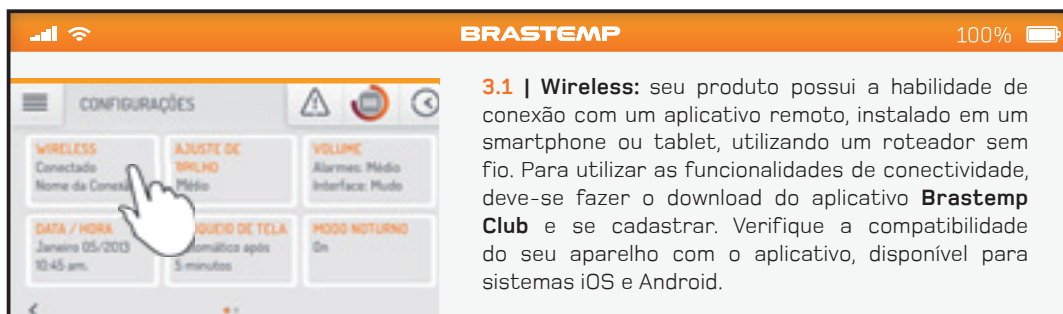 BRASTEMP
100%
CONFIGURAÇÕES
WIRELESS
Conectado
Nome da
AJUSTE DE
Médio
VOLUME
Alarmes: Médio
Interface: Mudo
DATA / HORA
Janeiro 05/2013
10:45 am.
DE TELA
após
5 minutos
MODO NOTURNO
On
3.1 | Wireless: seu produto possui a habilidade de
conexão com um aplicativo remoto, instalado em um
smartphone ou tablet, utilizando um roteador sem
fio. Para utilizar as funcionalidades de conectividade,
deve-se fazer o download do aplicativo Brastemp
Club e se cadastrar. Verifique a compatibilidade
do seu aparelho com o aplicativo, disponível para
sistemas iOS e Android.